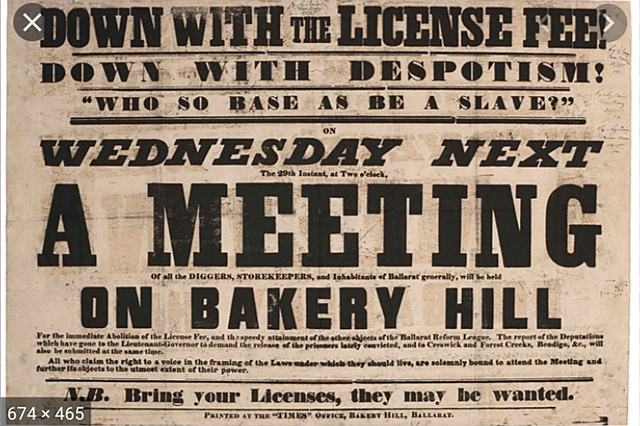 DOWN WITH THE LICENSE FEE!
DOWN WITH DESPOTISM!
"WHO SO BASE AS BE A SLAVE?"
ON
WEDNESDAY NEXT
The 29th Instant, at Two o'clock,
A MEETING
Of all the DIGGERS, STOREKEEPERS, and Inhabitants of Ballarat generally, will be held
ON BAKERY HILL
For the immediate Abolition of the License Fee, and the speedy attainment of the other objects of the Ballarat Reform League. The report of the Deputations
which have gone to the Lieutenant-Governor to demand the release of the prisoners lately convicted, and to Creswick and Forest Creeks, Bendigo, &c., will
also be submitted at the same time.
All who claim the right to a voice in the framing of the Laws under which they should live, are solemnly bound to attend the Meeting and
further its objects to the utmost extent of their power.
N.B. Bring your Licenses, they may be wanted.
PRINTED AT THE "TIMES" OFFICE, BAKERY HILL, BALLARAT.
674 × 465